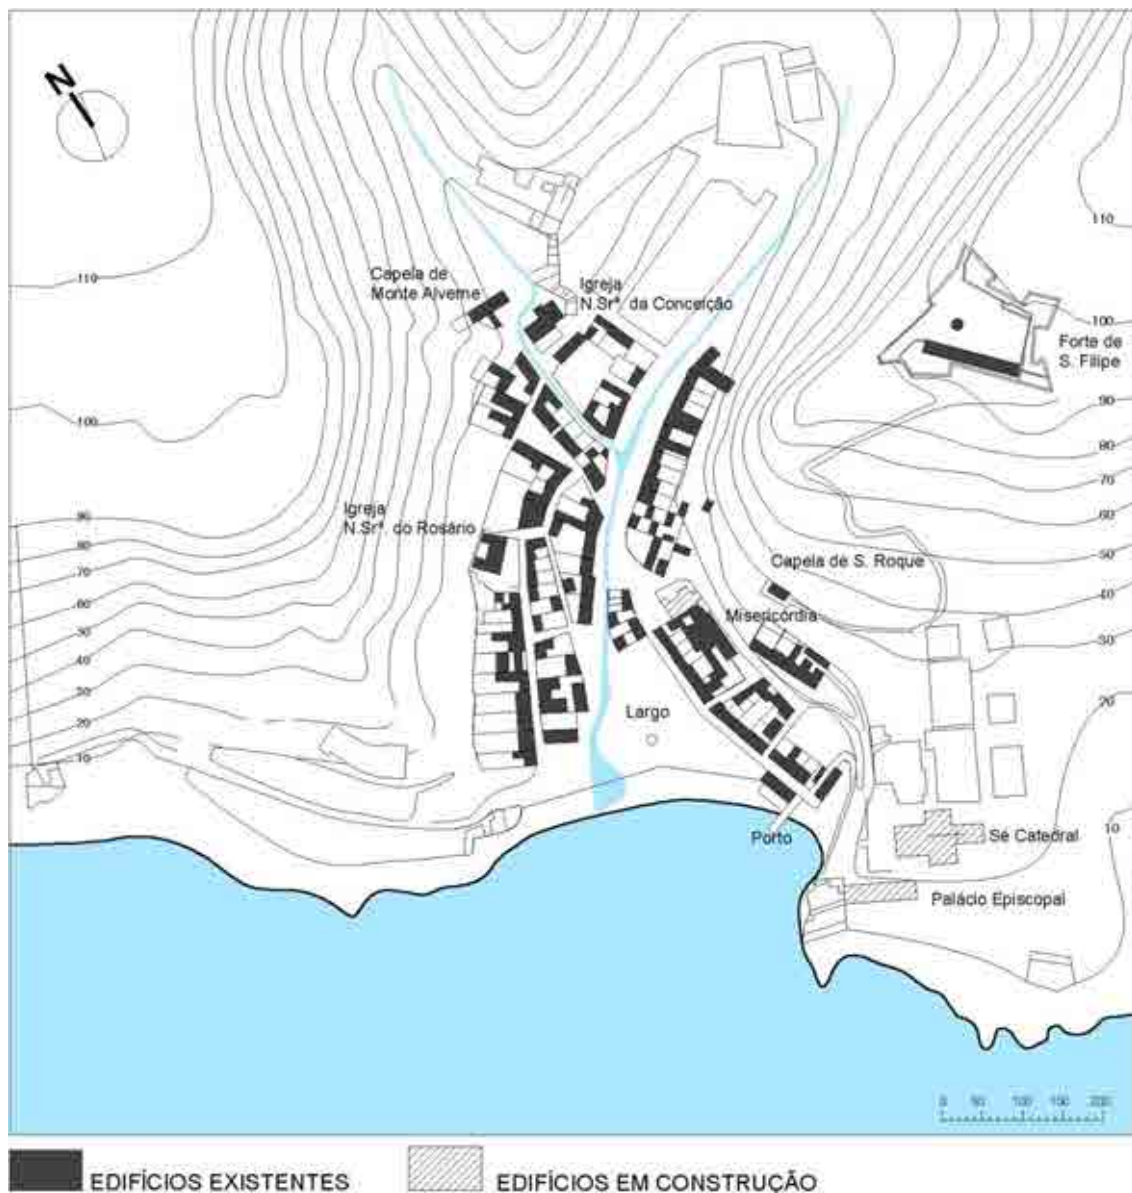 N
Capela de
Monte Alverne
Igreja
N.Srª. da Conceição
110
110
100
Forte de
S. Filipe
90
100
80
70
60
Igreja
N.Srª. do Rosário
90
80
70
60
50
40
30
20
10
50
Capela de S. Roque
40
Misericórdia
30
20
Largo
10
Porto
Sé Catedral
Palácio Episcopal
0 50 100 150 200
EDIFÍCIOS EXISTENTES
EDIFÍCIOS EM CONSTRUÇÃO